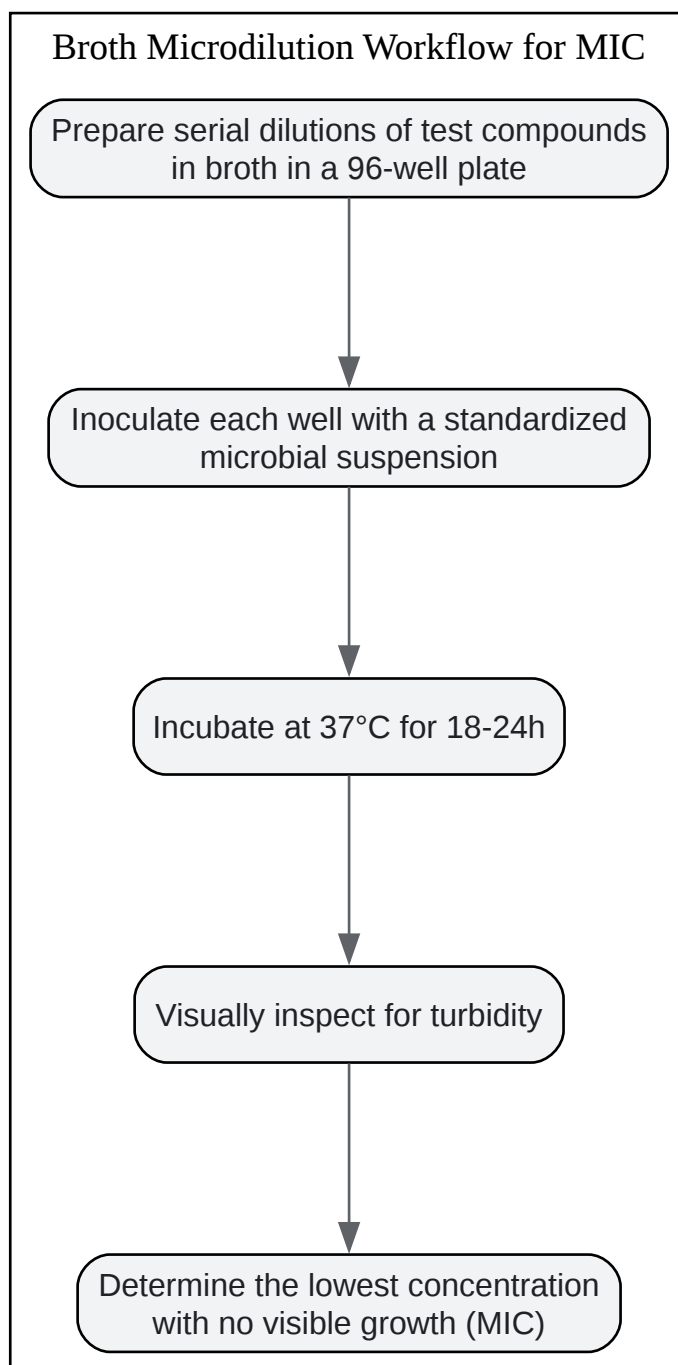 Broth Microdilution Workflow for MIC
Prepare serial dilutions of test compounds
in broth in a 96-well plate
Inoculate each well with a standardized
microbial suspension
Incubate at 37°C for 18-24h
Visually inspect for turbidity
Determine the lowest concentration
with no visible growth (MIC)